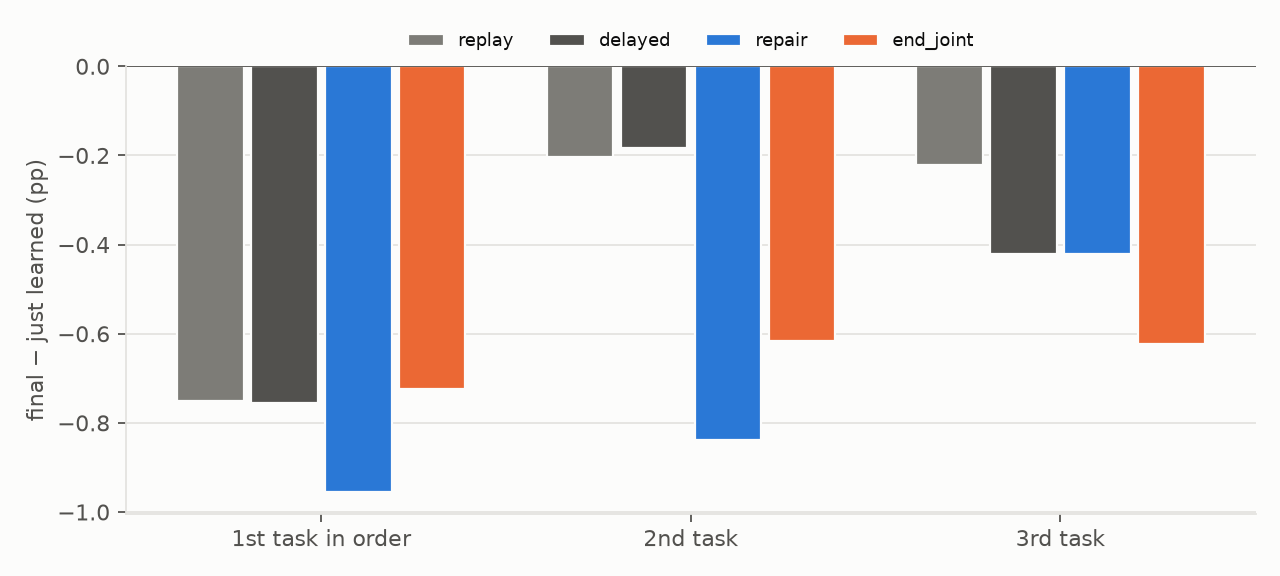 replay delayed repair end_joint
final − just learned (pp)
0.0
−0.2
−0.4
−0.6
−0.8
−1.0
1st task in order 2nd task 3rd task